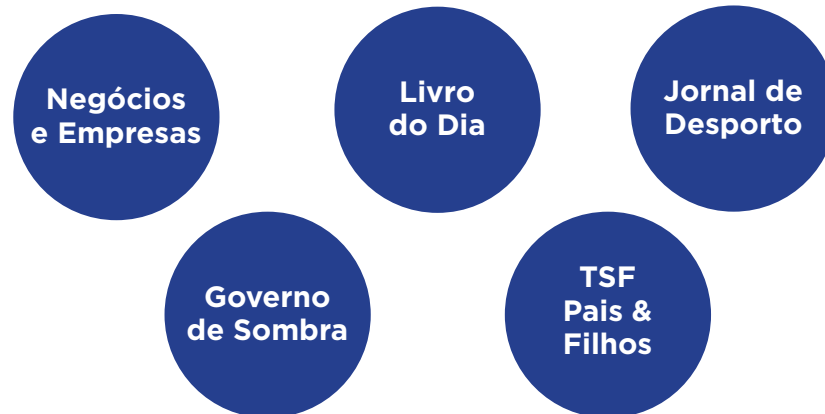 Negócios
e Empresas
Livro
do Dia
Jornal de
Desporto
Governo
de Sombra
TSF
Pais &
Filhos